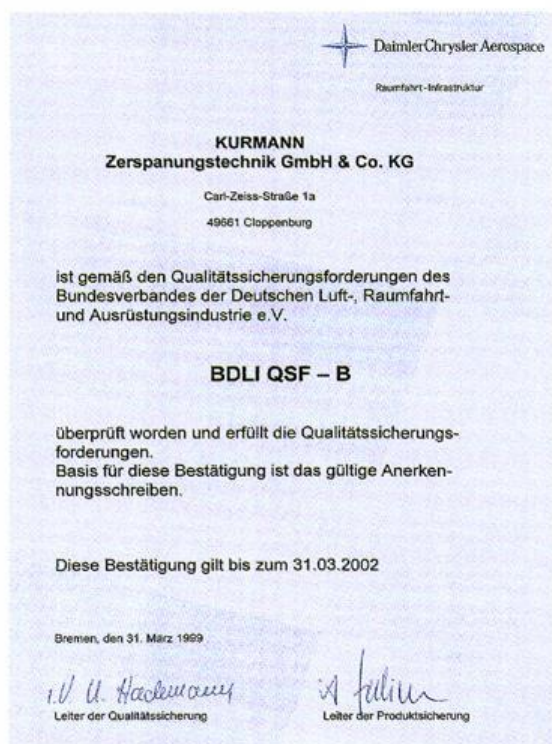 DaimlerChrysler Aerospace
Raumfahrt-Infrastruktur
KURMANN
Zerspanungstechnik GmbH & Co. KG
Carl-Zeiss-Straße 1a
49661 Cloppenburg
ist gemäß den Qualitätssicherungsforderungen des
Bundesverbandes der Deutschen Luft-, Raumfahrt-
und Ausrüstungsindustrie e.V.
BDLI QSF – B
überprüft worden und erfüllt die Qualitätssicherungs-
forderungen.
Basis für diese Bestätigung ist das gültige Anerken-
nungsschreiben.
Diese Bestätigung gilt bis zum 31.03.2002
Bremen, den 31. März 1999
i.V. U.
Leiter der Qualitätssicherung
Leiter der Produktsicherung